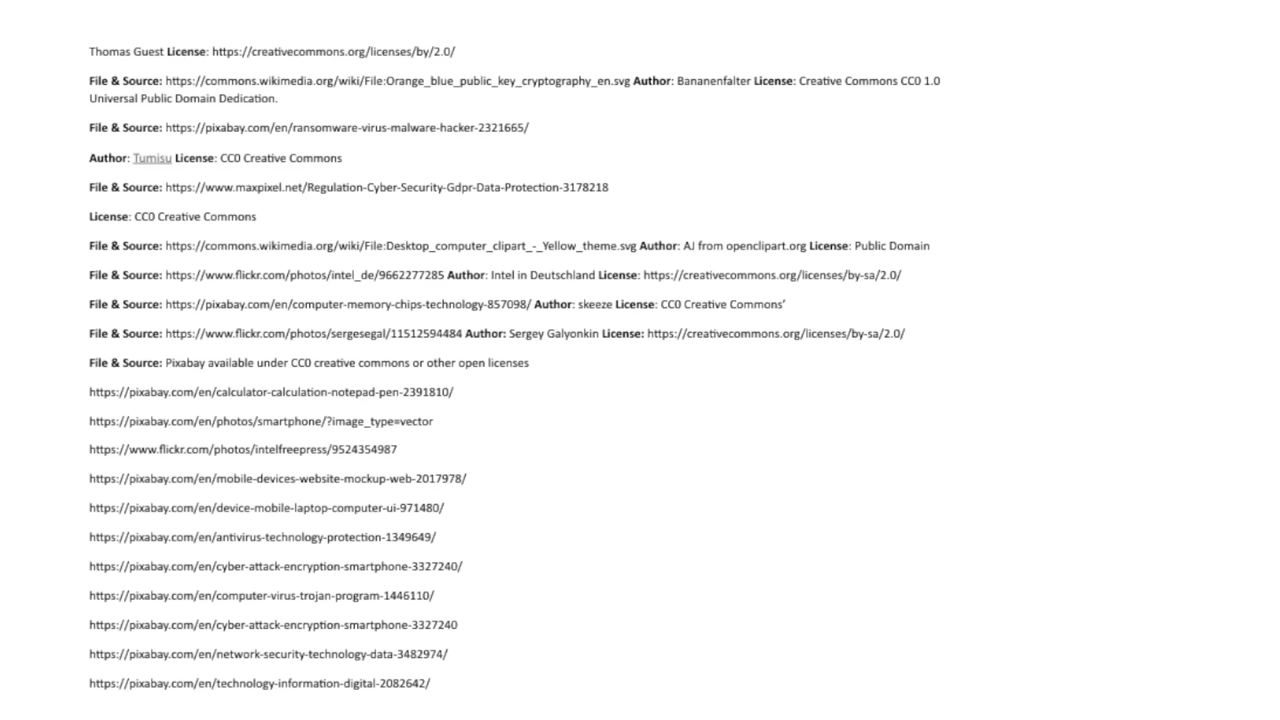 Thomas Guest License: https://creativecommons.org/licenses/by/2.0/
File & Source: https://commons.wikimedia.org/wiki/File:Orange_blue_public_key_cryptography_en.svg Author: Bananenfalter License: Creative Commons CC0 1.0
Universal Public Domain Dedication.
File & Source: https://pixabay.com/en/ransomware-virus-malware-hacker-2321665/
Author: Tumisu License: CC0 Creative Commons
File & Source: https://www.maxpixel.net/Regulation-Cyber-Security-Gdpr-Data-Protection-3178218
License: CC0 Creative Commons
File & Source: https://commons.wikimedia.org/wiki/File:Desktop_computer_clipart_-_Yellow_theme.svg Author: AJ from openclipart.org License: Public Domain
File & Source: https://www.flickr.com/photos/intel_de/9662277285 Author: Intel in Deutschland License: https://creativecommons.org/licenses/by-sa/2.0/
File & Source: https://pixabay.com/en/computer-memory-chips-technology-857098/ Author: skeeze License: CC0 Creative Commons’
File & Source: https://www.flickr.com/photos/sergesegal/11512594484 Author: Sergey Galyonkin License: https://creativecommons.org/licenses/by-sa/2.0/
File & Source: Pixabay available under CC0 creative commons or other open licenses
https://pixabay.com/en/calculator-calculation-notepad-pen-2391810/
https://pixabay.com/en/photos/smartphone/?image_type=vector
https://www.flickr.com/photos/intelfreepress/9524354987
https://pixabay.com/en/mobile-devices-website-mockup-web-2017978/
https://pixabay.com/en/device-mobile-laptop-computer-ui-971480/
https://pixabay.com/en/antivirus-technology-protection-1349649/
https://pixabay.com/en/cyber-attack-encryption-smartphone-3327240/
https://pixabay.com/en/computer-virus-trojan-program-1446110/
https://pixabay.com/en/cyber-attack-encryption-smartphone-3327240
https://pixabay.com/en/network-security-technology-data-3482974/
https://pixabay.com/en/technology-information-digital-2082642/